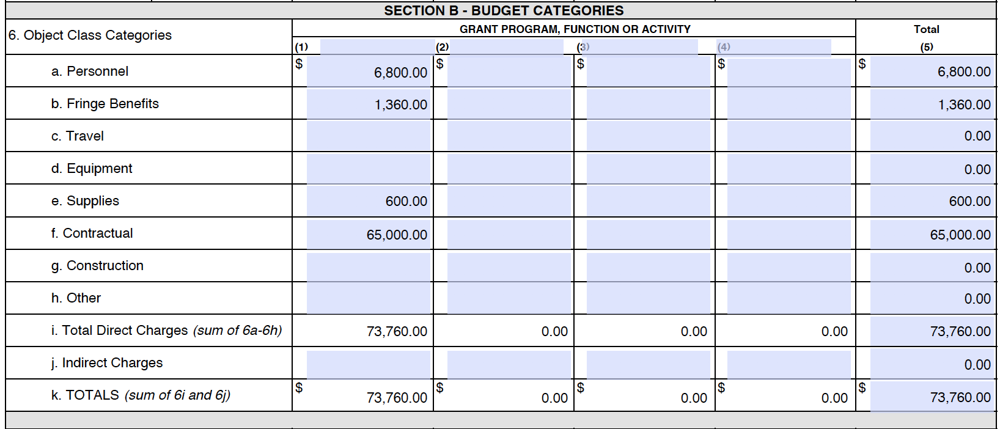 SECTION B - BUDGET CATEGORIES
6. Object Class Categories
GRANT PROGRAM, FUNCTION OR ACTIVITY
Total
(1) (2) (3) (4) (5)
a. Personnel $ 6,800.00 $ $ $ $ 6,800.00
b. Fringe Benefits 1,360.00 1,360.00
c. Travel 0.00
d. Equipment 0.00
e. Supplies 600.00 600.00
f. Contractual 65,000.00 65,000.00
g. Construction 0.00
h. Other 0.00
i. Total Direct Charges (sum of 6a-6h) 73,760.00 0.00 0.00 0.00 73,760.00
j. Indirect Charges 0.00
k. TOTALS (sum of 6i and 6j) $ 73,760.00 $ 0.00 $ 0.00 $ 0.00 $ 73,760.00